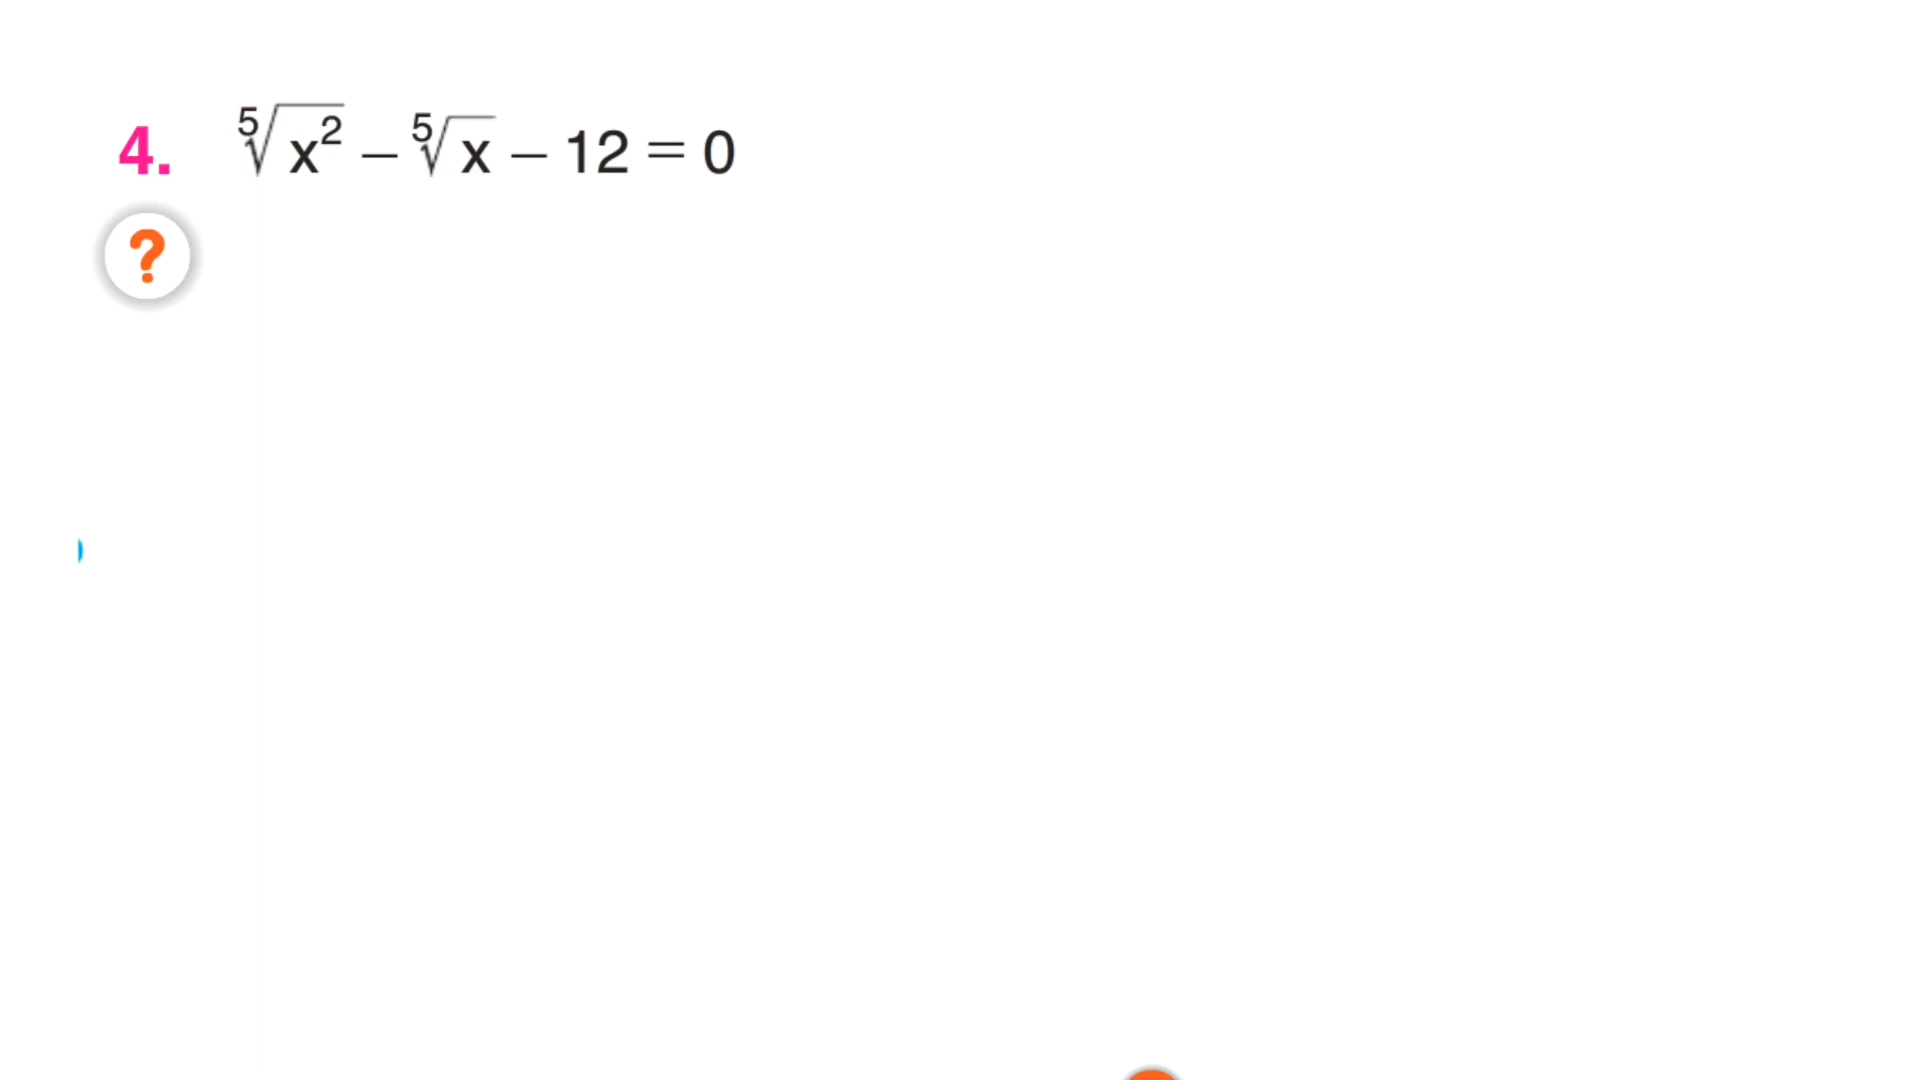 4. ⁵√x² – ⁵√x – 12 = 0
?